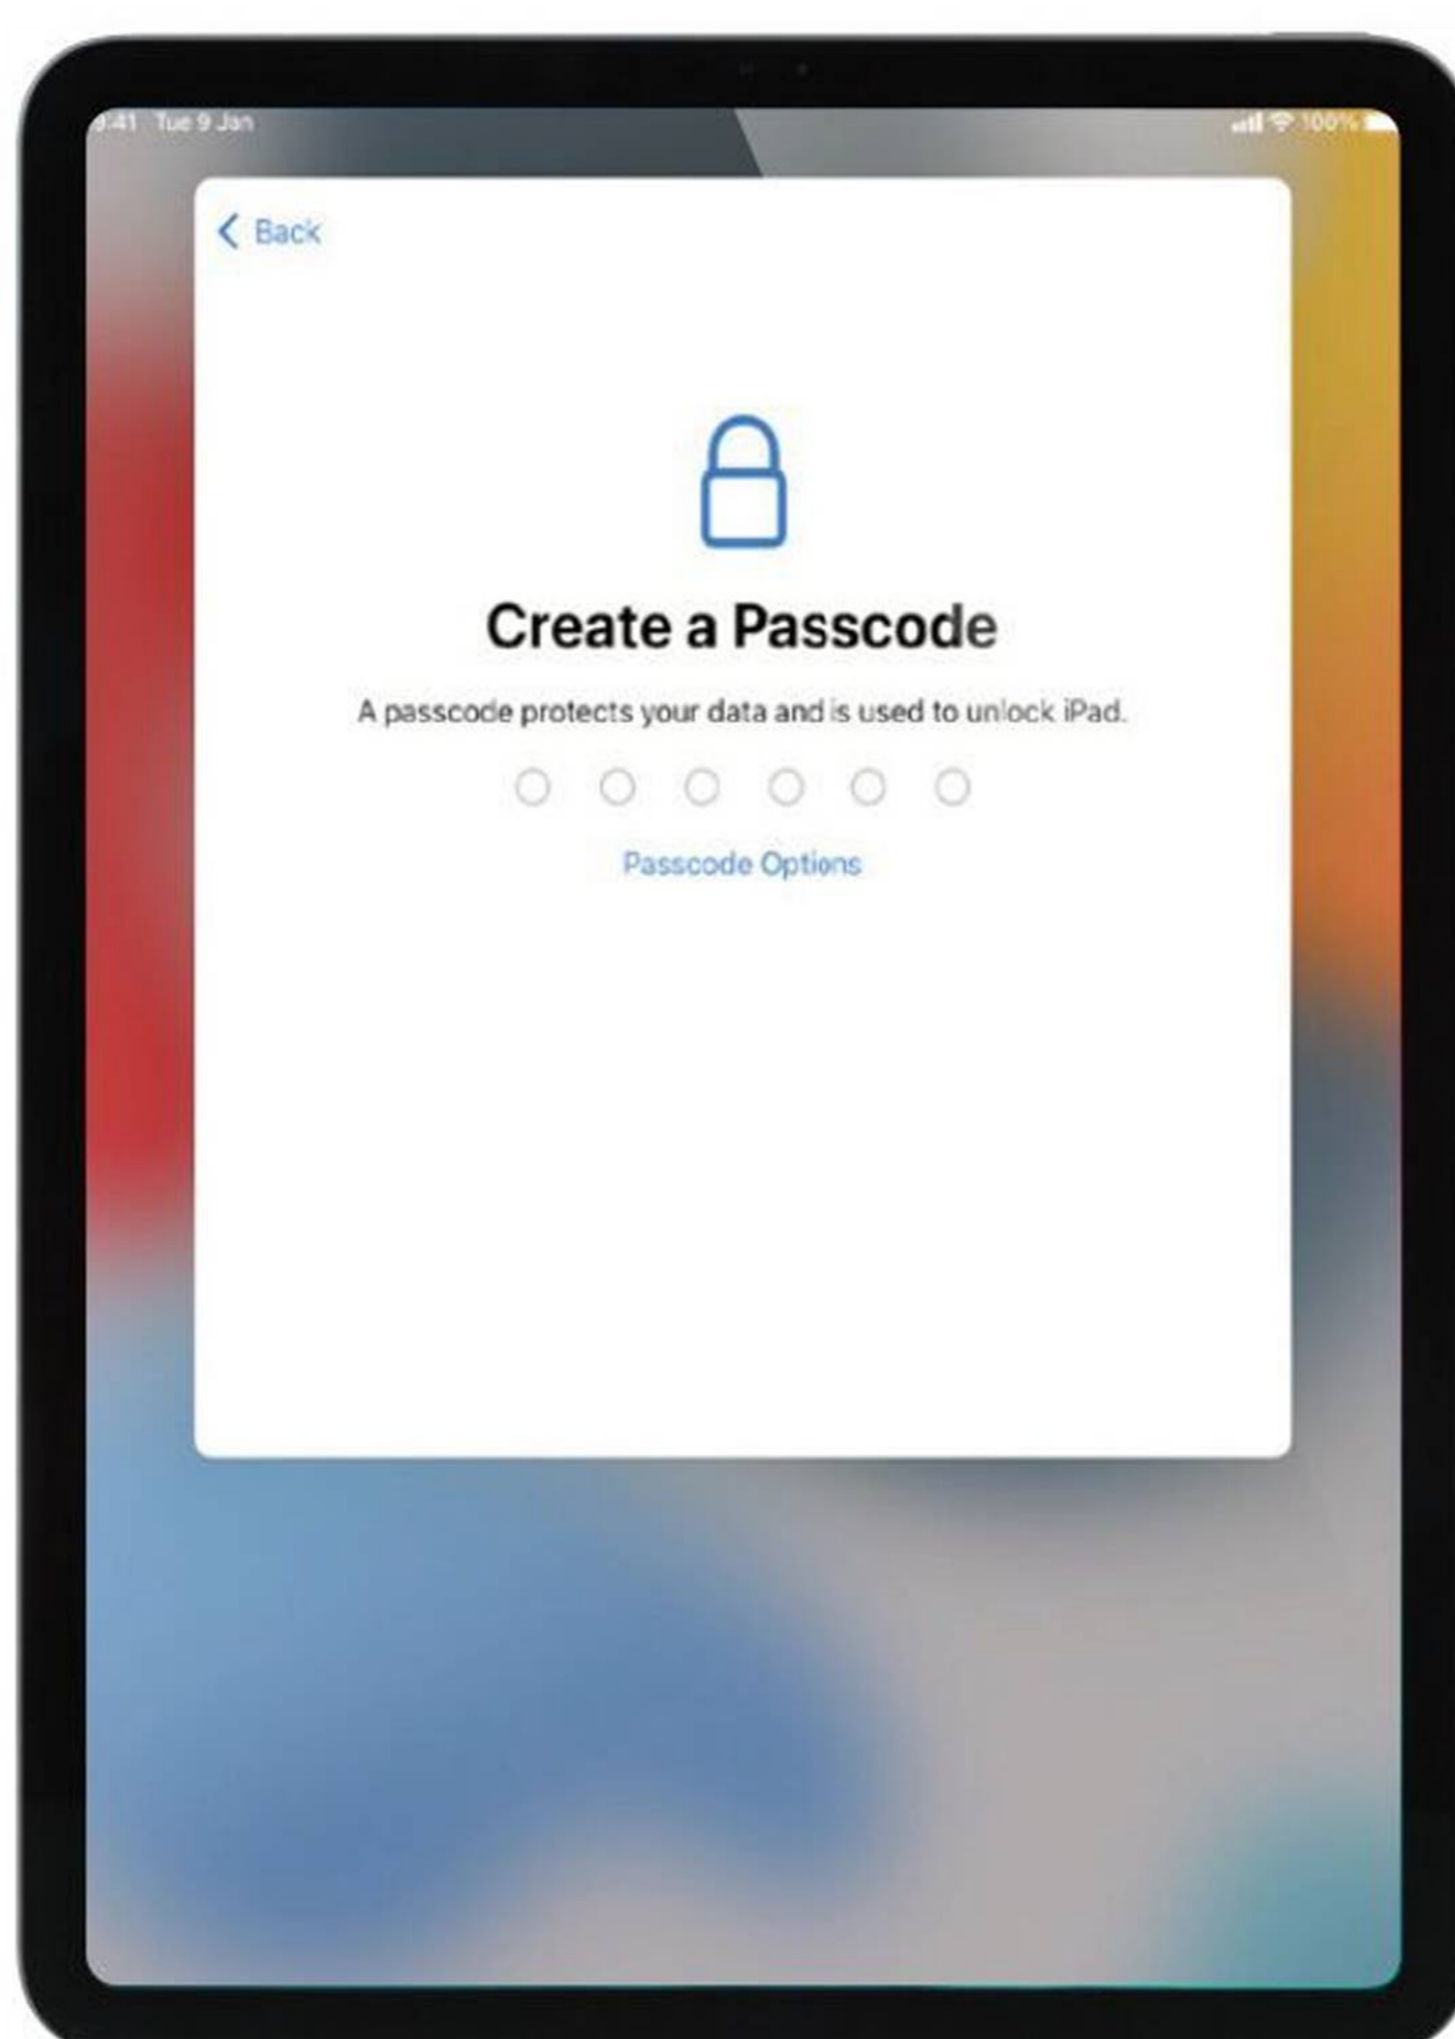 9:41 Tue 9 Jan 100%
Back
Create a Passcode
A passcode protects your data and is used to unlock iPad.
Passcode Options